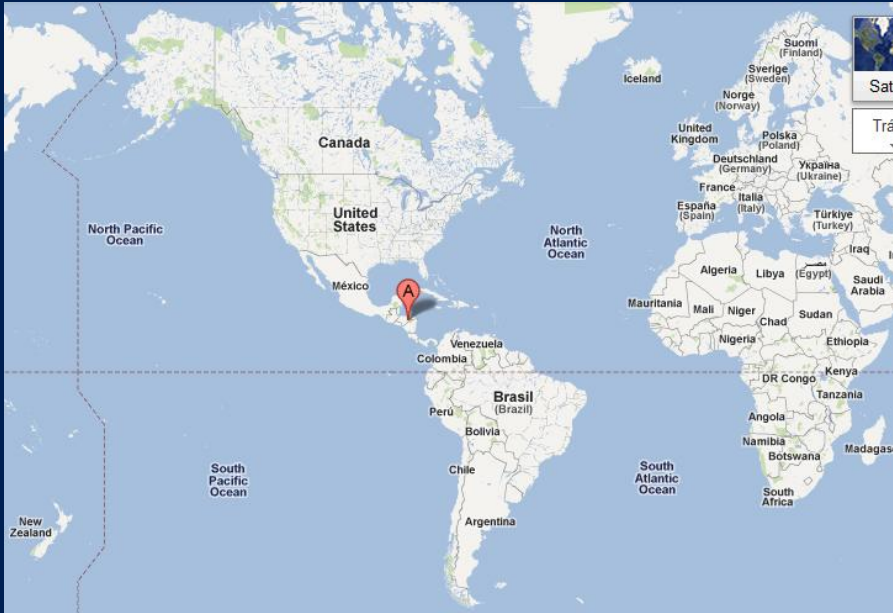 Suomi
(Finland)
Sverige
(Sweden)
Iceland
Norge
(Norway)
Sat
Trá
United
Kingdom
Polska
(Poland)
Deutschland
(Germany)
Україна
(Ukraine)
Canada
France
Italia
(Italy)
España
(Spain)
Türkiye
(Turkey)
United
States
North Pacific
Ocean
North
Atlantic
Ocean
Iraq
Algeria
Libya
(Egypt)
Saudi
Arabia
México
A
Mauritania
Mali
Niger
Chad
Sudan
Nigeria
Ethiopia
Venezuela
Colombia
DR Congo
Kenya
Tanzania
Brasil
(Brazil)
Perú
Bolivia
Angola
Namibia
Botswana
Madagas
South
Pacific
Ocean
Chile
South
Atlantic
Ocean
South
Africa
New
Zealand
Argentina